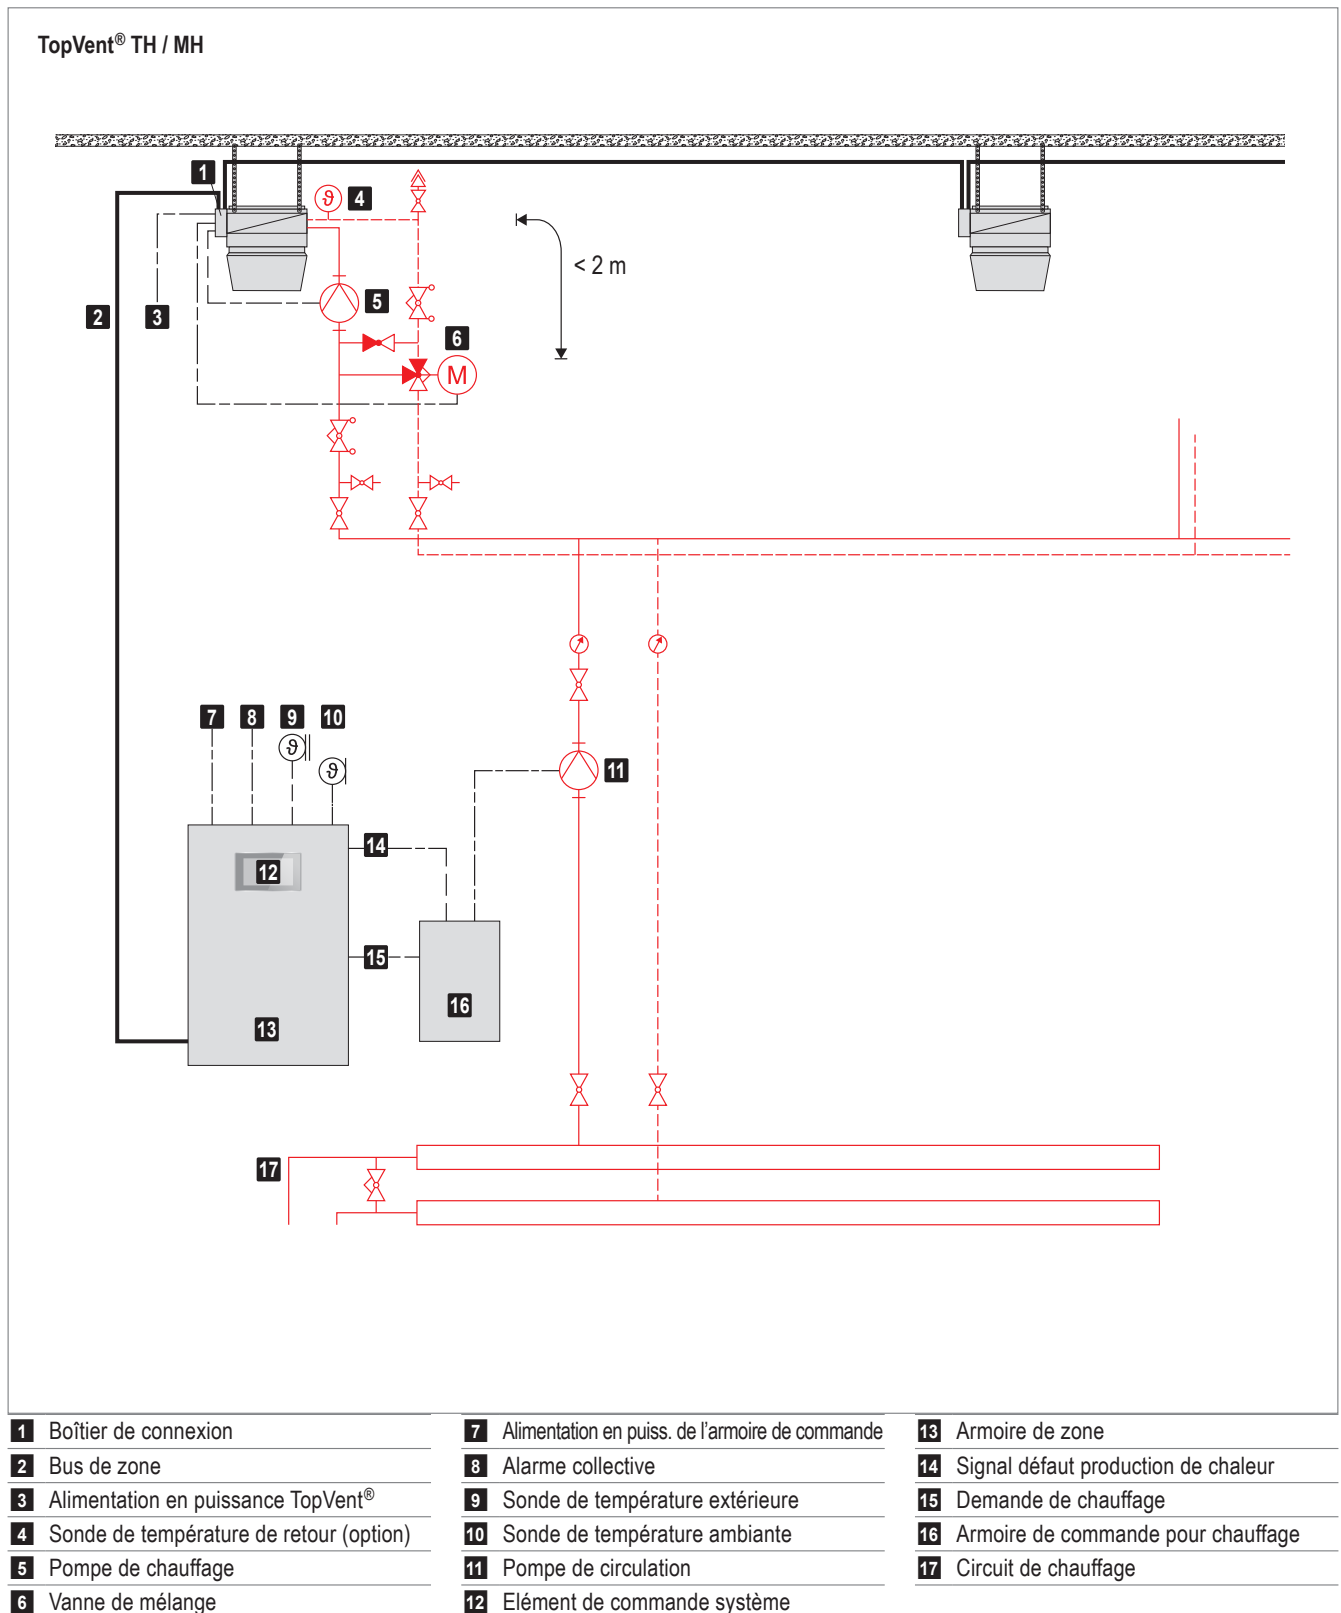 TopVent® TH / MH
1
ϑ 4
< 2 m
5
2 3
6
M
7 8 9 10
ϑ
ϑ
11
14
12
15
16
13
17
1 Boîtier de connexion
2 Bus de zone
3 Alimentation en puissance TopVent®
4 Sonde de température de retour (option)
5 Pompe de chauffage
6 Vanne de mélange
7 Alimentation en puiss. de l'armoire de commande
8 Alarme collective
9 Sonde de température extérieure
10 Sonde de température ambiante
11 Pompe de circulation
12 Elément de commande système
13 Armoire de zone
14 Signal défaut production de chaleur
15 Demande de chauffage
16 Armoire de commande pour chauffage
17 Circuit de chauffage